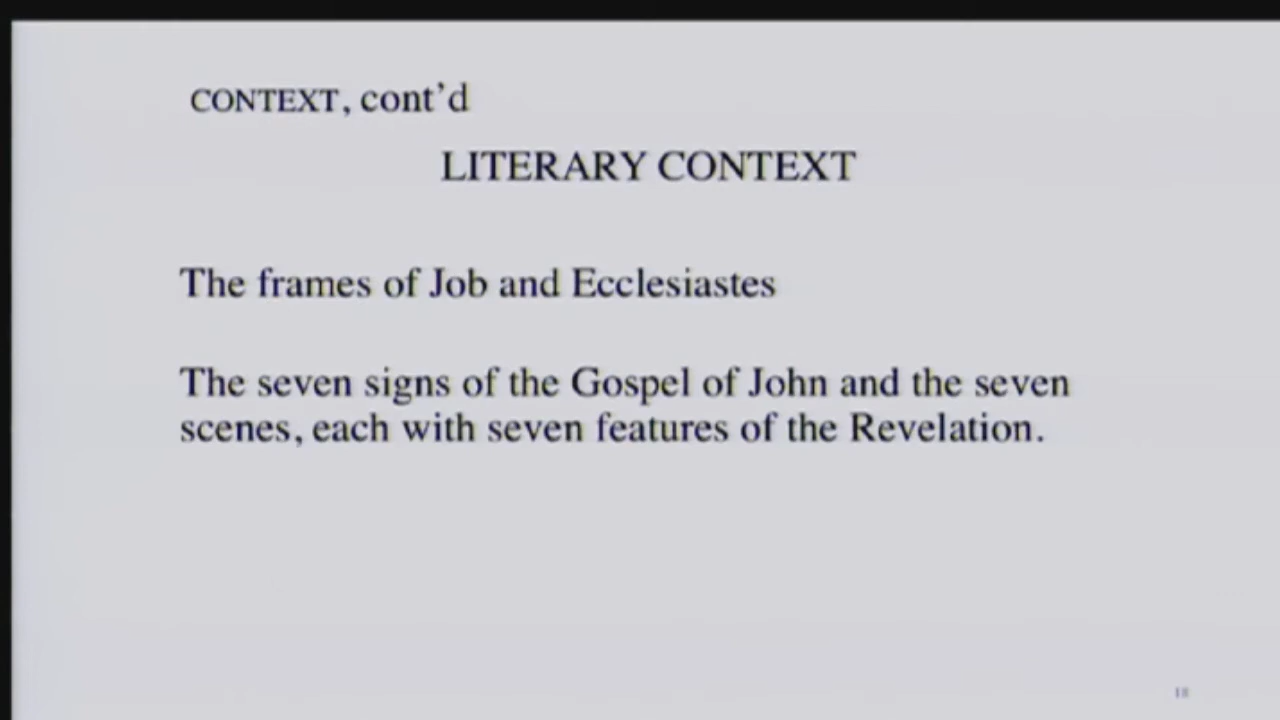 CONTEXT, cont’d
LITERARY CONTEXT
The frames of Job and Ecclesiastes
The seven signs of the Gospel of John and the seven
scenes, each with seven features of the Revelation.
18